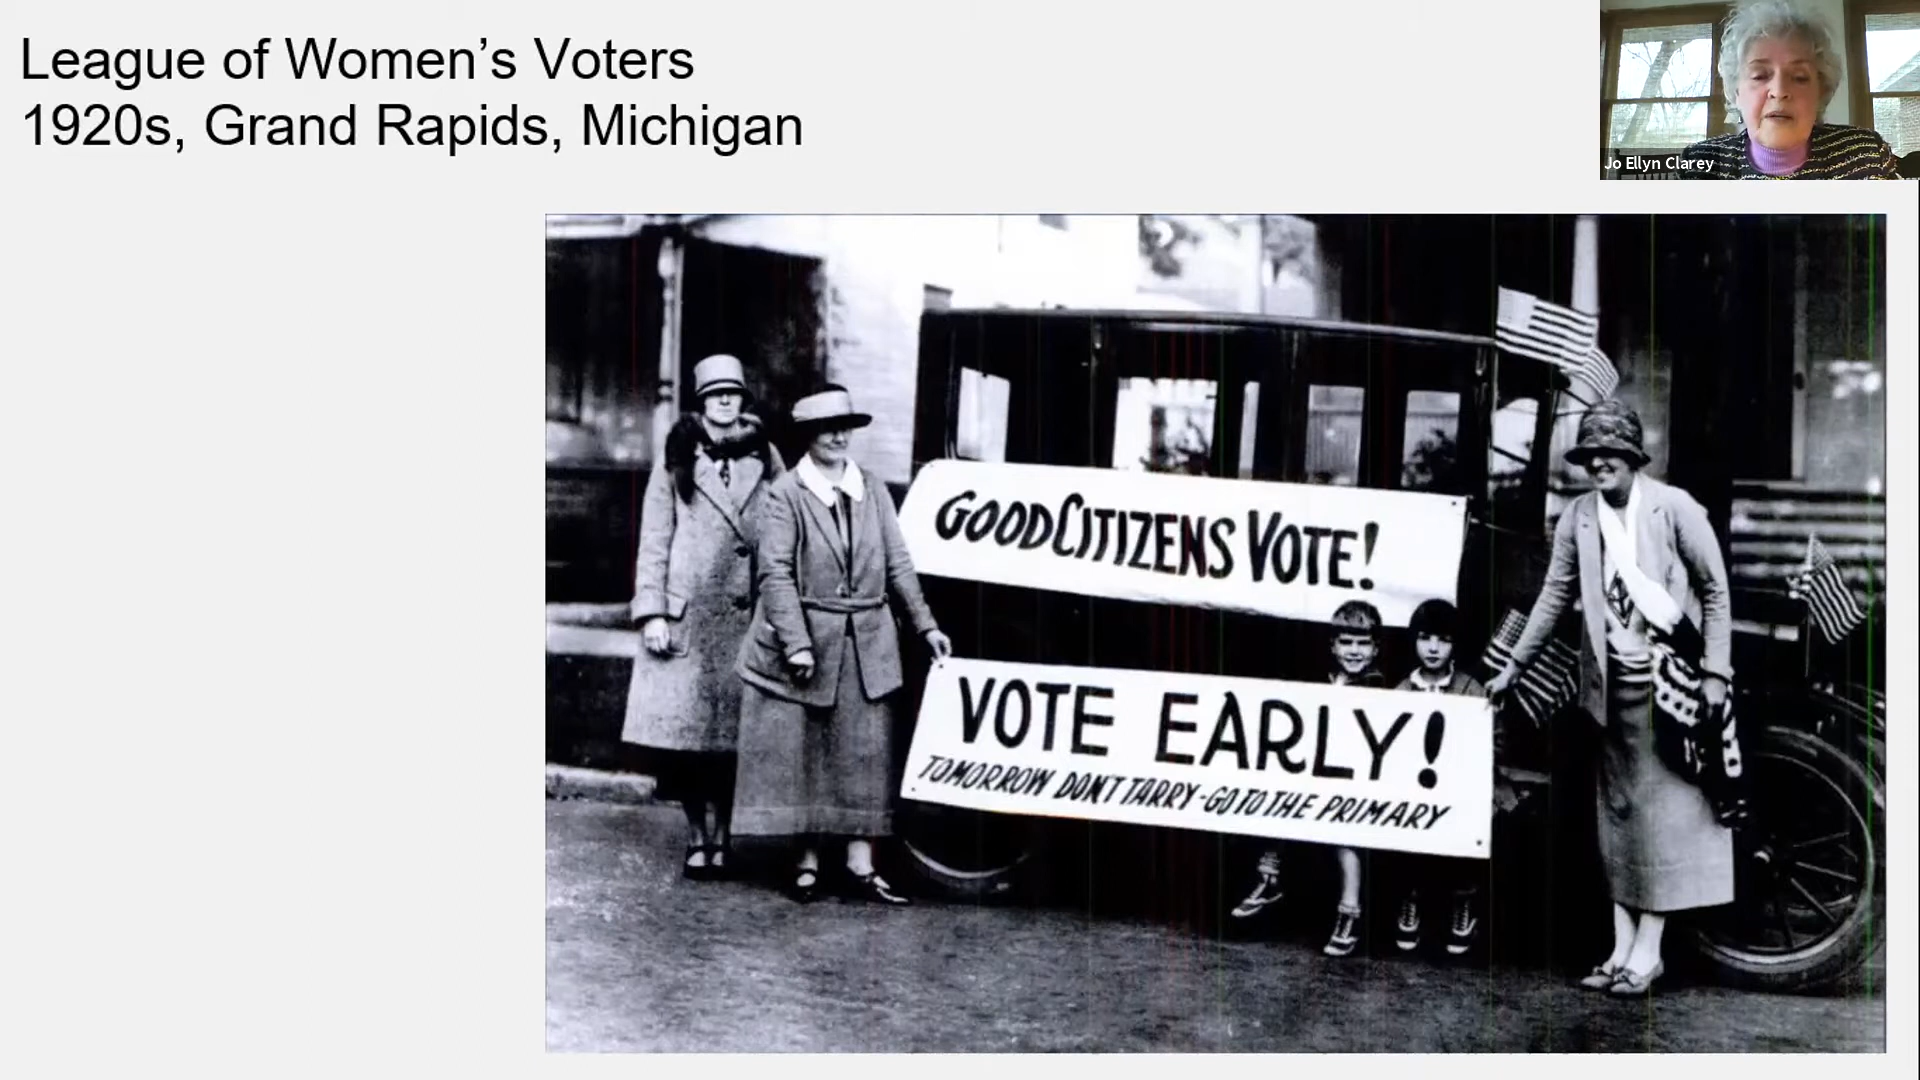 League of Women’s Voters
1920s, Grand Rapids, Michigan
Jo Ellyn Clarey
GOOD CITIZENS VOTE!
VOTE EARLY!
TOMORROW DON'T TARRY-GO TO THE PRIMARY